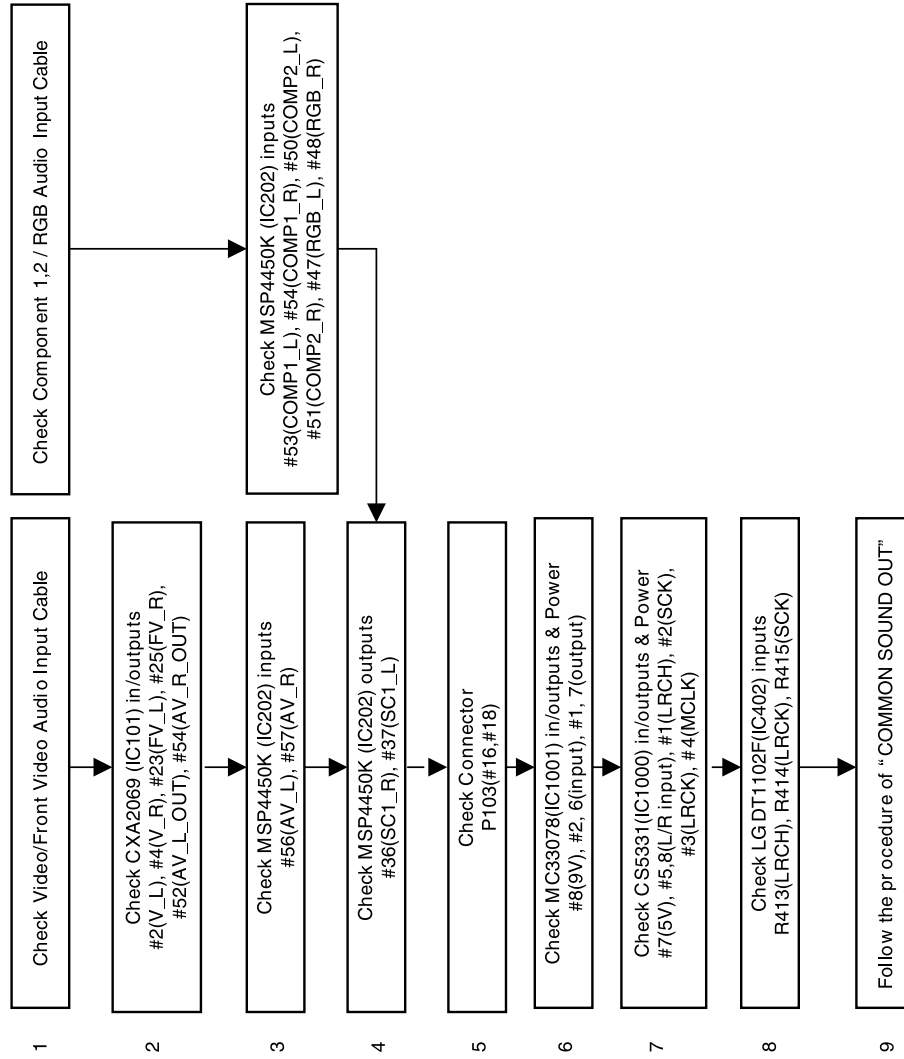 1
Check Video/Front Video Audio Input Cable
Check Component 1,2 / RGB Audio Input Cable
2
Check CXA2069 (IC101) in/outputs
#2(V_L), #4(V_R), #23(FV_L), #25(FV_R),
#52(AV_L_OUT), #54(AV_R_OUT)
3
Check MSP4450K (IC202) inputs
#56(AV_L), #57(AV_R)
Check MSP4450K (IC202) inputs
#53(COMP1_L), #54(COMP1_R), #50(COMP2_L),
#51(COMP2_R), #47(RGB_L), #48(RGB_R)
4
Check MSP4450K (IC202) outputs
#36(SC1_R), #37(SC1_L)
5
Check Connector
P103(#16,#18)
6
Check MC33078(IC1001) in/outputs & Power
#8(9V), #2, 6(input), #1, 7(output)
7
Check CS5331(IC1000) in/outputs & Power
#7(5V), #5,8(L/R input), #1(LRCH), #2(SCK),
#3(LRCK), #4(MCLK)
8
Check LGDT1102F(IC402) inputs
R413(LRCH), R414(LRCK), R415(SCK)
9
Follow the pr ocedure of “ COMMON SOUND OUT”